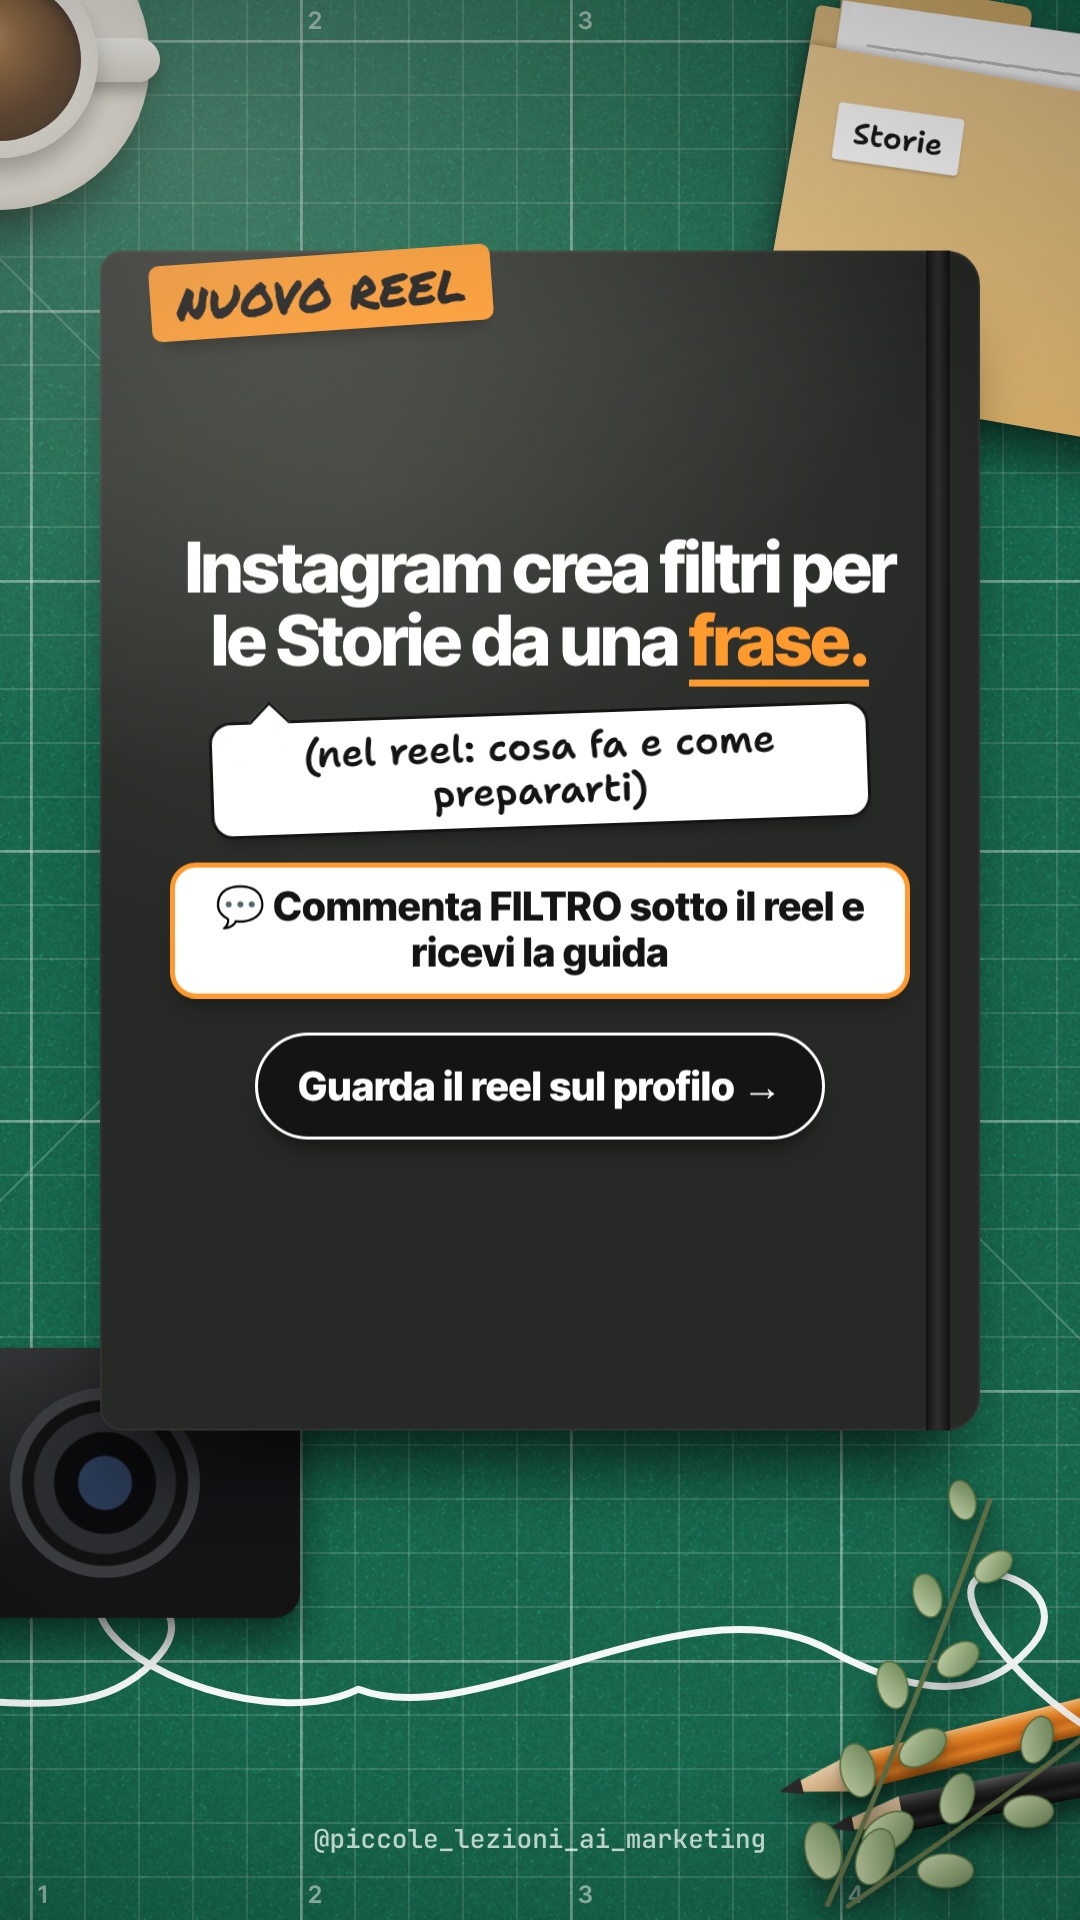 2 3
Storie
NUOVO REEL
Instagram crea filtri per
le Storie da una frase.
(nel reel: cosa fa e come
prepararti)
💬 Commenta FILTRO sotto il reel e
ricevi la guida
Guarda il reel sul profilo →
@piccole_lezioni_ai_marketing
1 2 3 4